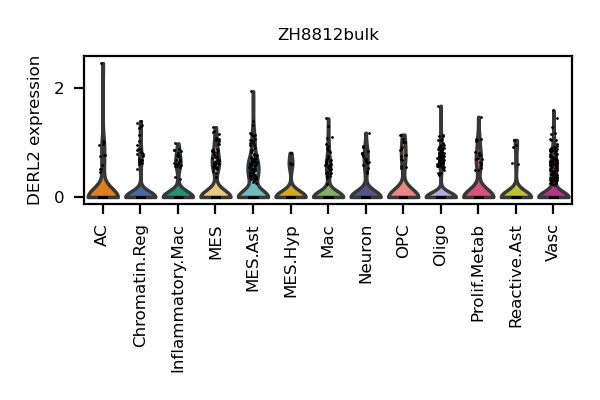 ZH8812bulk
DERL2 expression
2
0
AC
Chromatin.Reg
Inflammatory.Mac
MES
MES.Ast
MES.Hyp
Mac
Neuron
OPC
Oligo
Prolif.Metab
Reactive.Ast
Vasc